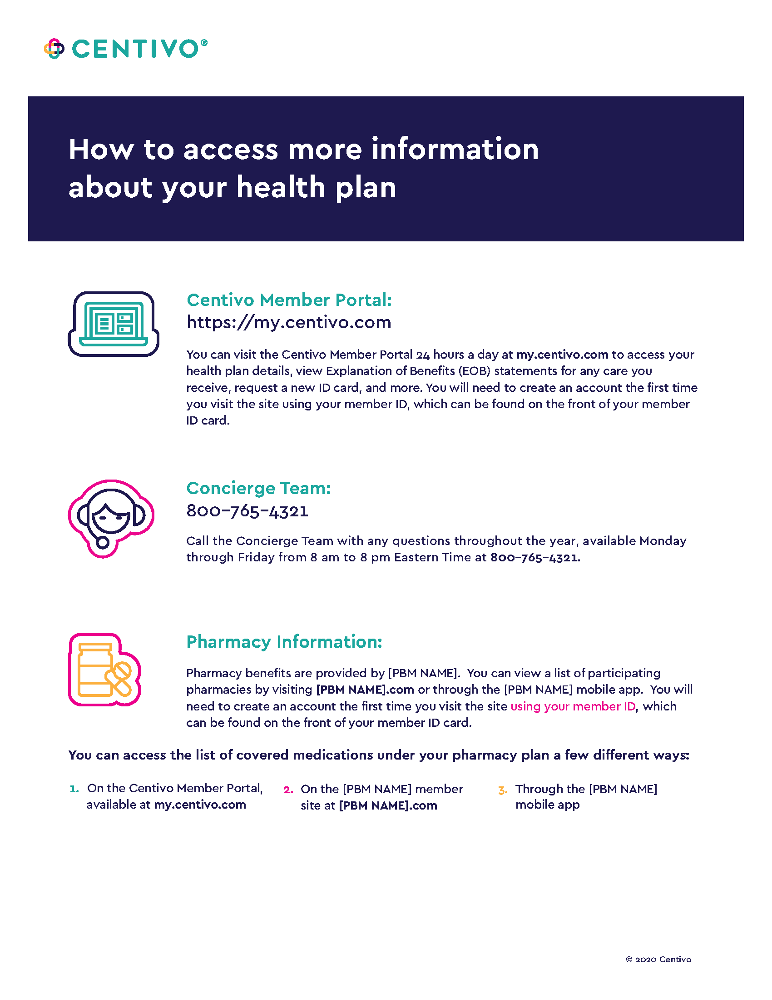 CENTIVO®
How to access more information
about your health plan
Centivo Member Portal:
https://my.centivo.com
You can visit the Centivo Member Portal 24 hours a day at my.centivo.com to access your
health plan details, view Explanation of Benefits (EOB) statements for any care you
receive, request a new ID card, and more. You will need to create an account the first time
you visit the site using your member ID, which can be found on the front of your member
ID card.
Concierge Team:
800-765-4321
Call the Concierge Team with any questions throughout the year, available Monday
through Friday from 8 am to 8 pm Eastern Time at 800-765-4321.
Pharmacy Information:
Pharmacy benefits are provided by [PBM NAME].  You can view a list of participating
pharmacies by visiting [PBM NAME].com or through the [PBM NAME] mobile app.  You will
need to create an account the first time you visit the site using your member ID, which
can be found on the front of your member ID card.
You can access the list of covered medications under your pharmacy plan a few different ways:
1. On the Centivo Member Portal,
available at my.centivo.com
2. On the [PBM NAME] member
site at [PBM NAME].com
3. Through the [PBM NAME]
mobile app
© 2020 Centivo